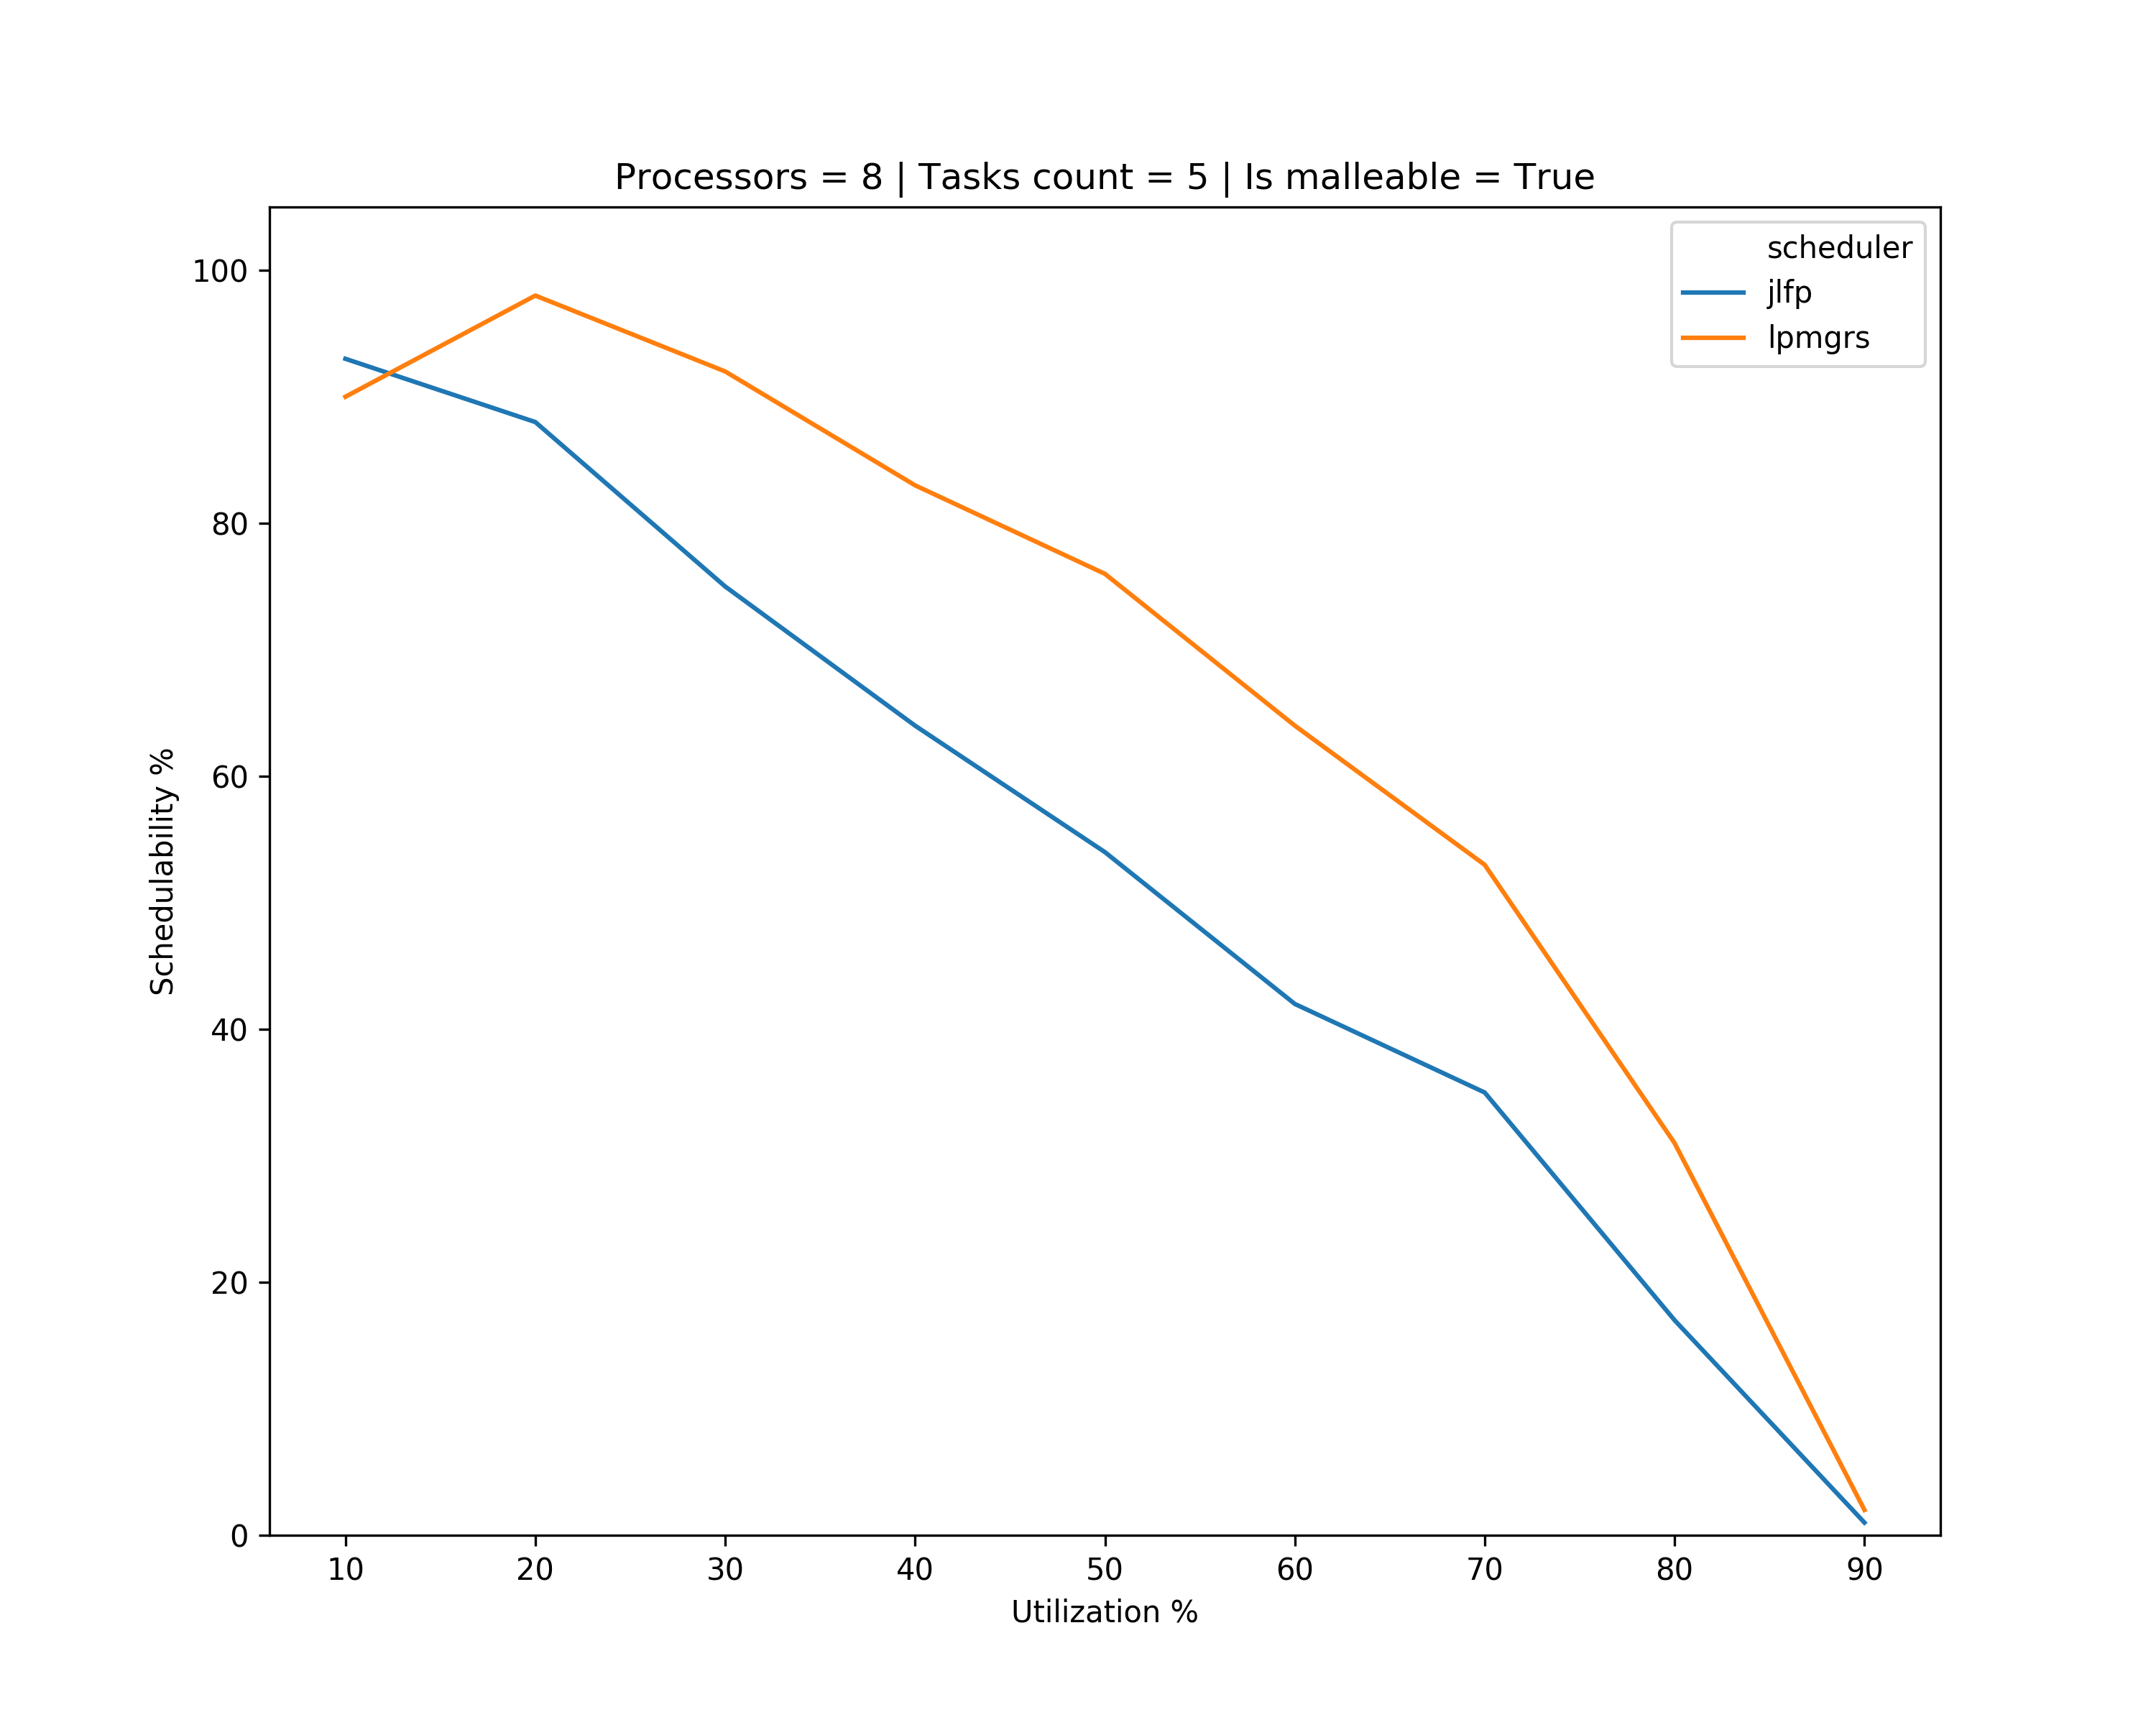 Processors = 8 | Tasks count = 5 | Is malleable = True
scheduler
jlfp
lpmgrs
Schedulability %
100
80
60
40
20
0
10 20 30 40 50 60 70 80 90
Utilization %